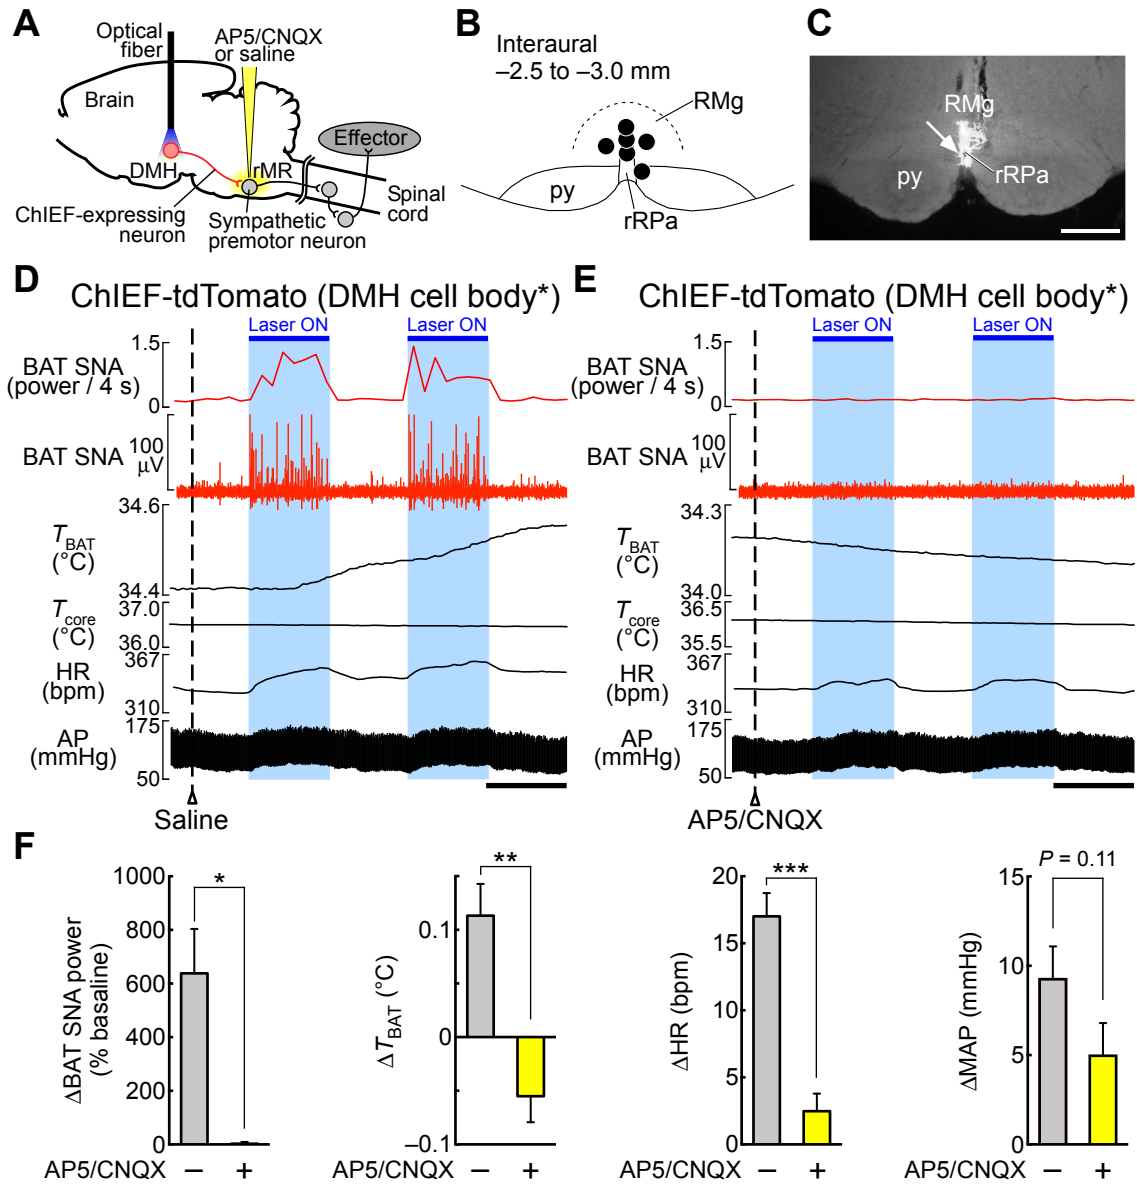 A
Optical
fiber
AP5/CNQX
or saline
Brain
Effector
DMH
rMR
ChIEF-expressing
neuron
Sympathetic
premotor neuron
Spinal
cord
B
Interaural
–2.5 to –3.0 mm
RMg
py
rRPa
C
RMg
py
rRPa
D
ChIEF-tdTomato (DMH cell body*)
Laser ON
Laser ON
BAT SNA
(power / 4 s)
1.5
0
BAT SNA
100
µV
34.6
TBAT
(°C)
34.4
37.0
Tcore
(°C)
36.0
367
HR
(bpm)
310
175
AP
(mmHg)
50
Saline
E
ChIEF-tdTomato (DMH cell body*)
Laser ON
Laser ON
BAT SNA
(power / 4 s)
1.5
0
BAT SNA
100
µV
34.3
TBAT
(°C)
34.0
36.5
Tcore
(°C)
35.5
367
HR
(bpm)
310
175
AP
(mmHg)
50
AP5/CNQX
F
ΔBAT SNA power
(% basaline)
1000
800
600
400
200
0
*
AP5/CNQX – +
ΔTBAT (°C)
0.1
0
–0.1
**
AP5/CNQX – +
ΔHR (bpm)
20
15
10
5
0
***
AP5/CNQX – +
ΔMAP (mmHg)
15
10
5
0
P = 0.11
AP5/CNQX – +